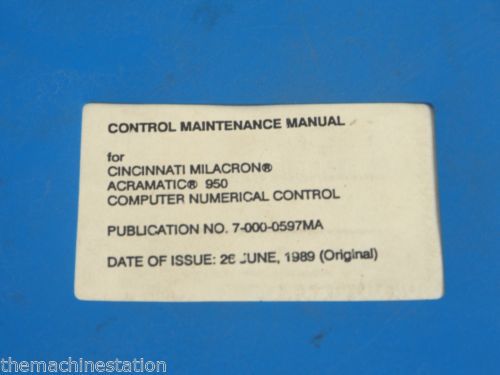 CONTROL MAINTENANCE MANUAL
for
CINCINNATI MILACRON®
ACRAMATIC® 950
COMPUTER NUMERICAL CONTROL
PUBLICATION NO. 7-000-0597MA
DATE OF ISSUE: 26 JUNE, 1989 (Original)
themachinestation